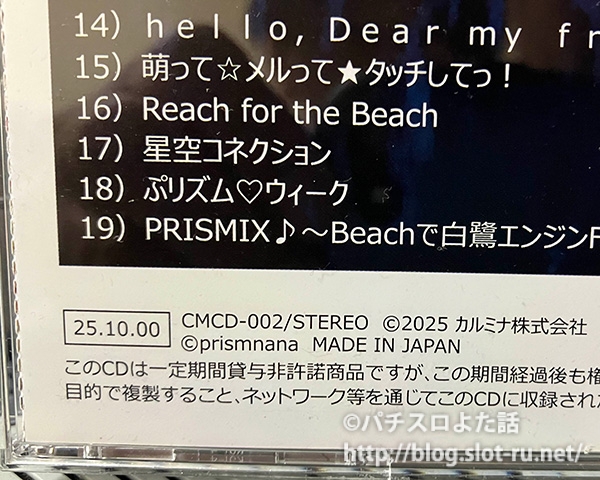 14) hello, Dear my fr
15) 萌って☆メルって★タッチしてっ！
16) Reach for the Beach
17) 星空コネクション
18) ぷリズム♡ウィーク
19) PRISMIX♪～Beachで白鷺エンジンF
25.10.00 CMCD-002/STEREO ©2025 カルミナ株式会社
©prismnana MADE IN JAPAN
このCDは一定期間貸与非許諾商品ですが、この期間経過後も権
目的で複製すること、ネットワーク等を通じてこのCDに収録された
©パチスロよた話
http://blog.slot-ru.net/